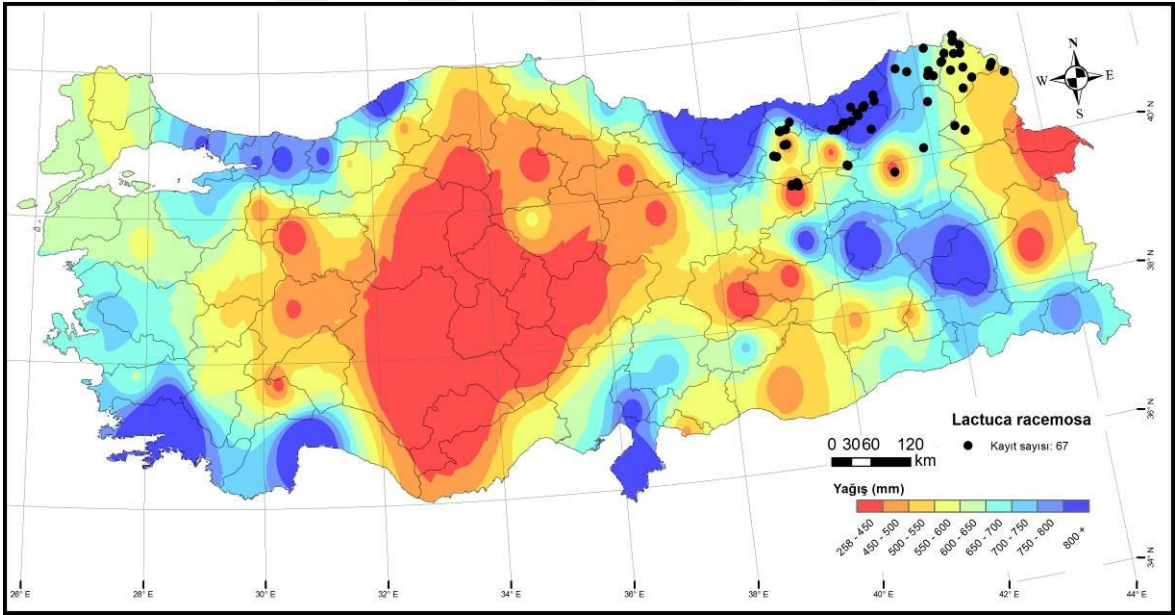 N
W E
S
40°N
38°N
36°N
34°N
Lactuca racemosa
Kayıt sayısı: 67
0 30 60 120
km
Yağış (mm)
258 - 450
450 - 500
500 - 550
550 - 600
600 - 650
650 - 700
700 - 750
750 - 800
800 +
26° E 28° E 30° E 32° E 34° E 36° E 38° E 40° E 42° E 44° E